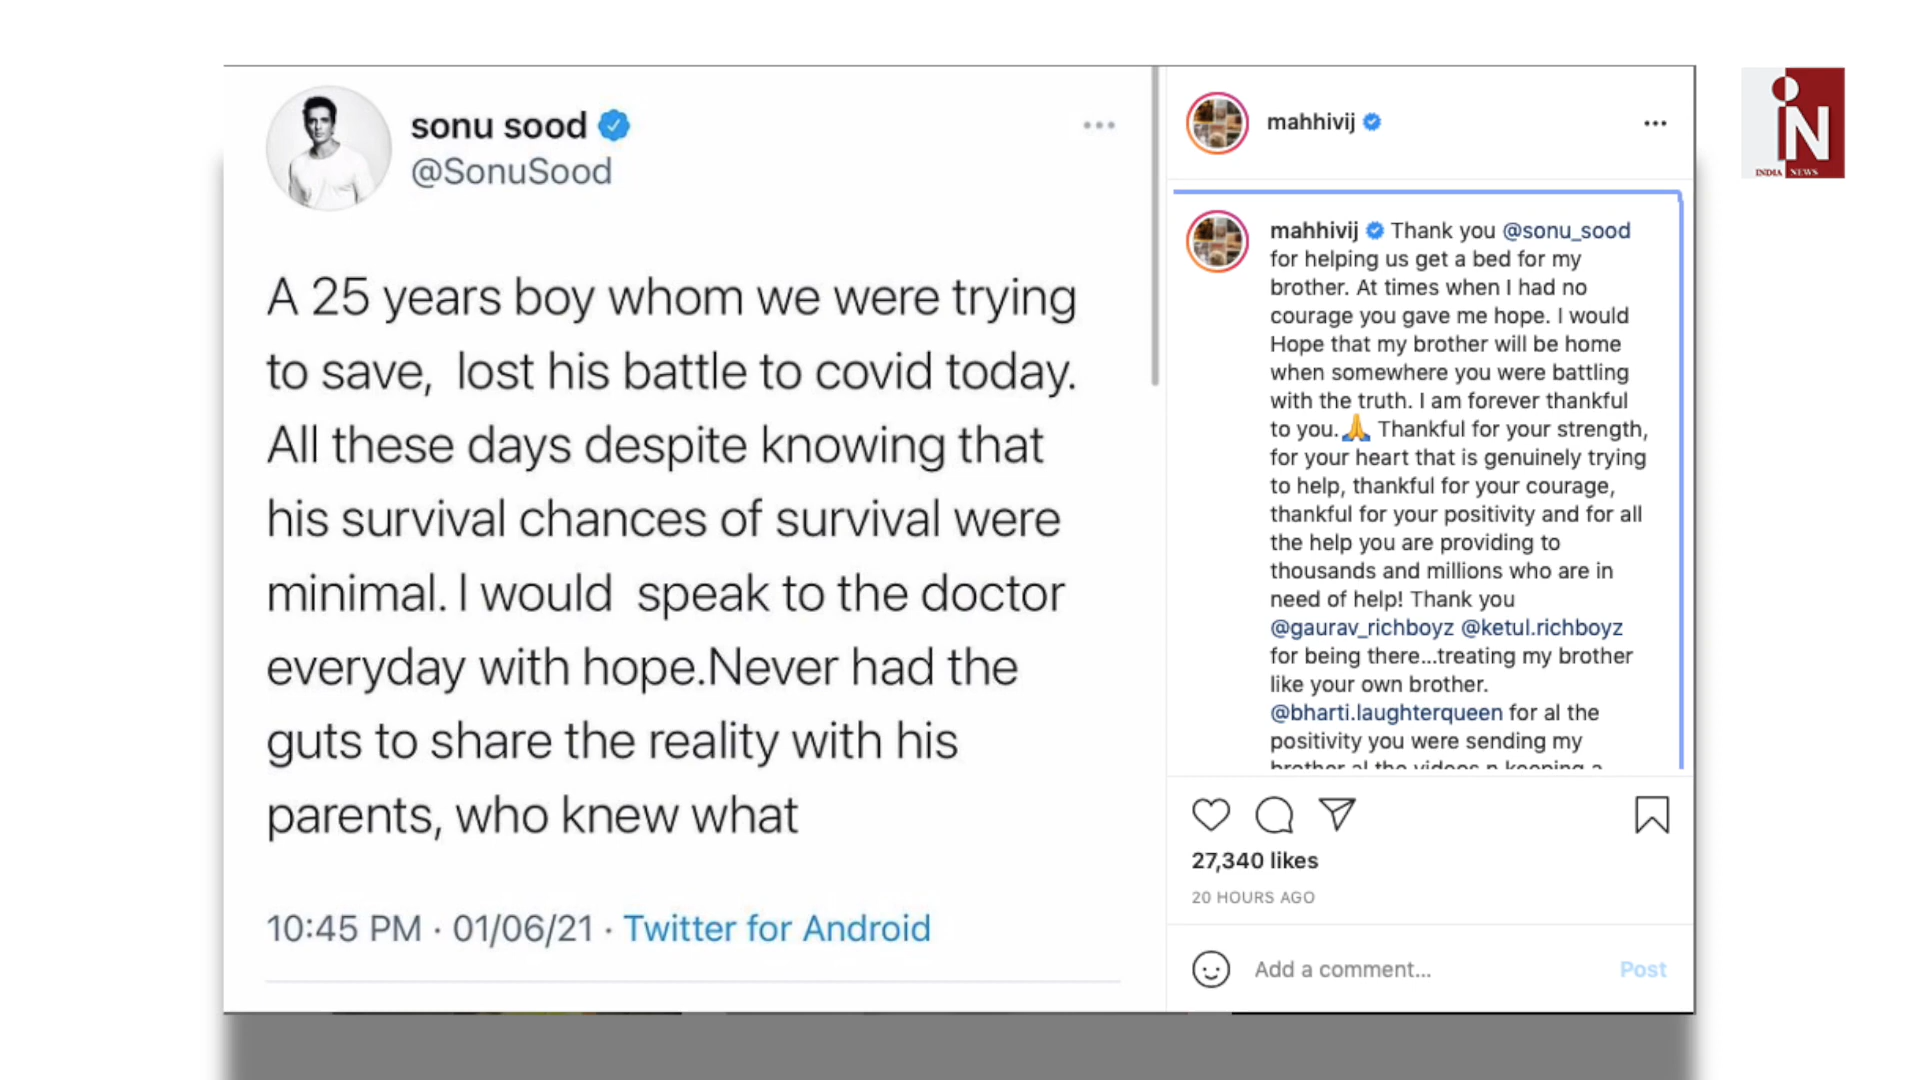 sonu sood
@SonuSood
A 25 years boy whom we were trying
to save, lost his battle to covid today.
All these days despite knowing that
his survival chances of survival were
minimal. I would speak to the doctor
everyday with hope.Never had the
guts to share the reality with his
parents, who knew what
10:45 PM · 01/06/21 · Twitter for Android
mahhivij
mahhivij Thank you @sonu_sood
for helping us get a bed for my
brother. At times when I had no
courage you gave me hope. I would
Hope that my brother will be home
when somewhere you were battling
with the truth. I am forever thankful
to you.🙏 Thankful for your strength,
for your heart that is genuinely trying
to help, thankful for your courage,
thankful for your positivity and for all
the help you are providing to
thousands and millions who are in
need of help! Thank you
@gaurav_richboyz @ketul.richboyz
for being there...treating my brother
like your own brother.
@bharti.laughterqueen for al the
positivity you were sending my
brother al the videos n keeping a
27,340 likes
20 HOURS AGO
Add a comment...
Post
iN
INDIA NEWS